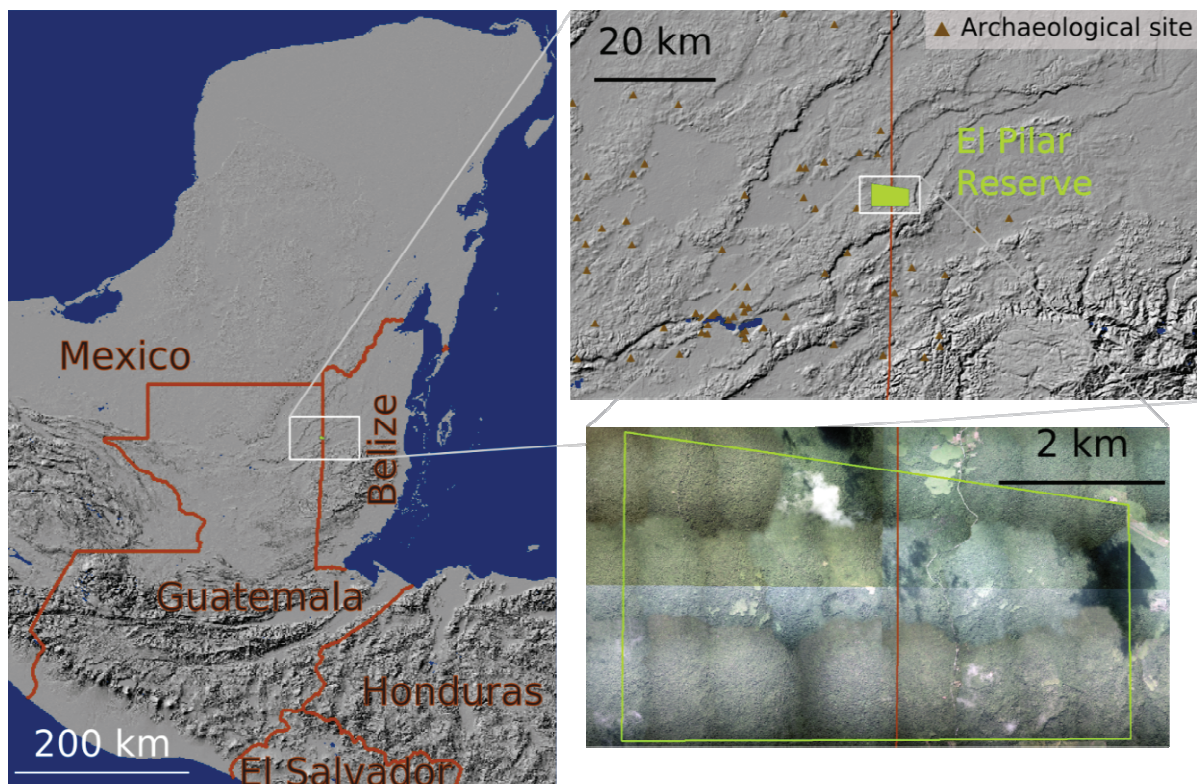 Mexico
Belize
Guatemala
Honduras
El Salvador
200 km
20 km
Archaeological site
El Pilar
Reserve
2 km